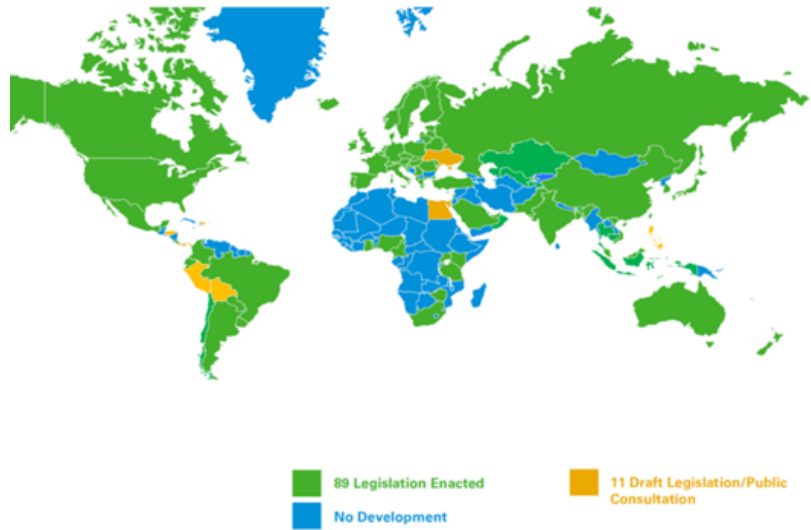 89 Legislation Enacted
11 Draft Legislation/Public
Consultation
No Development